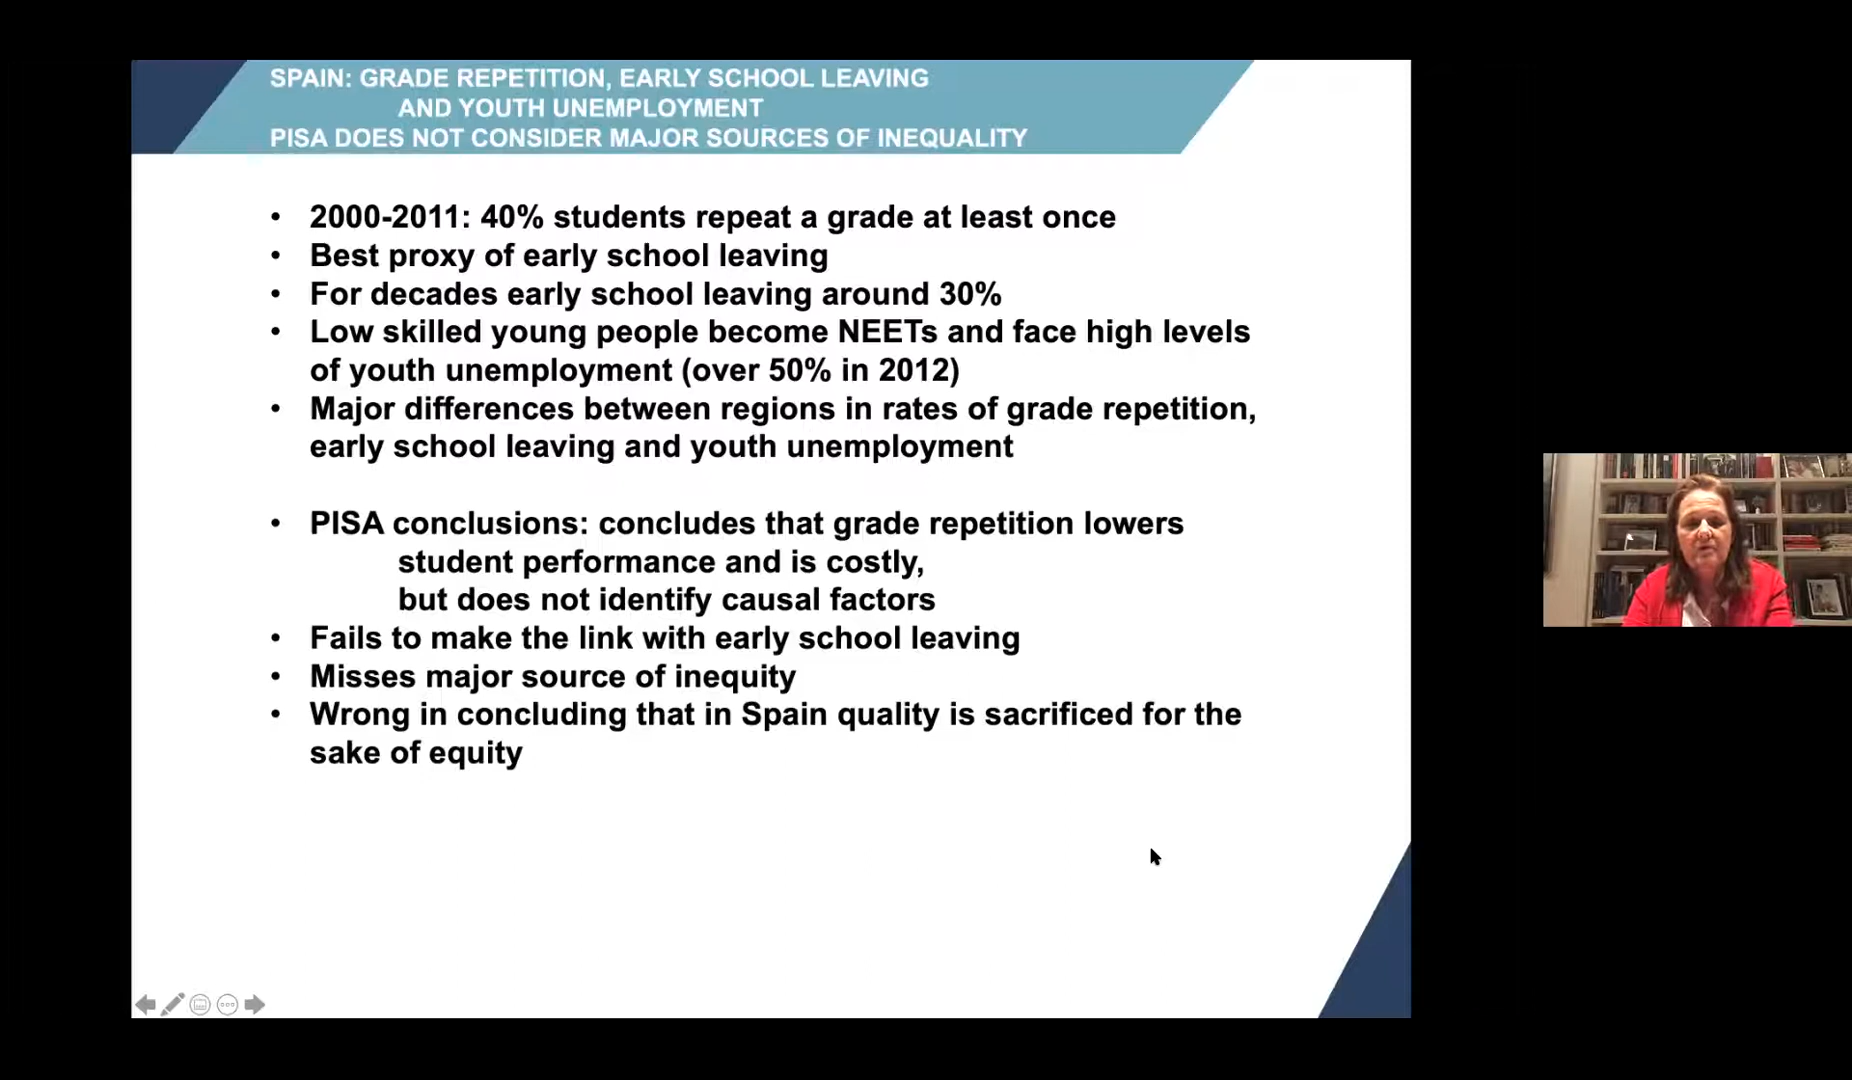 SPAIN: GRADE REPETITION, EARLY SCHOOL LEAVING
AND YOUTH UNEMPLOYMENT
PISA DOES NOT CONSIDER MAJOR SOURCES OF INEQUALITY
• 2000-2011: 40% students repeat a grade at least once
• Best proxy of early school leaving
• For decades early school leaving around 30%
• Low skilled young people become NEETs and face high levels
of youth unemployment (over 50% in 2012)
• Major differences between regions in rates of grade repetition,
early school leaving and youth unemployment
• PISA conclusions: concludes that grade repetition lowers
student performance and is costly,
but does not identify causal factors
• Fails to make the link with early school leaving
• Misses major source of inequity
• Wrong in concluding that in Spain quality is sacrificed for the
sake of equity